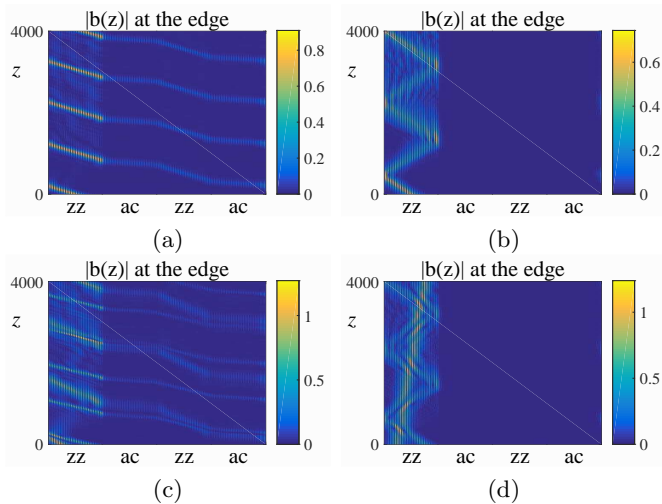 |b(z)| at the edge |b(z)| at the edge
4000 4000
0.8
z 0.6 z 0.6
0.4 0.4
0.2 0.2
0 0 0 0
zz ac zz ac zz ac zz ac
(a) (b)
|b(z)| at the edge |b(z)| at the edge
4000 4000
z 1 z 1
0.5 0.5
0 0 0 0
zz ac zz ac zz ac zz ac
(c) (d)